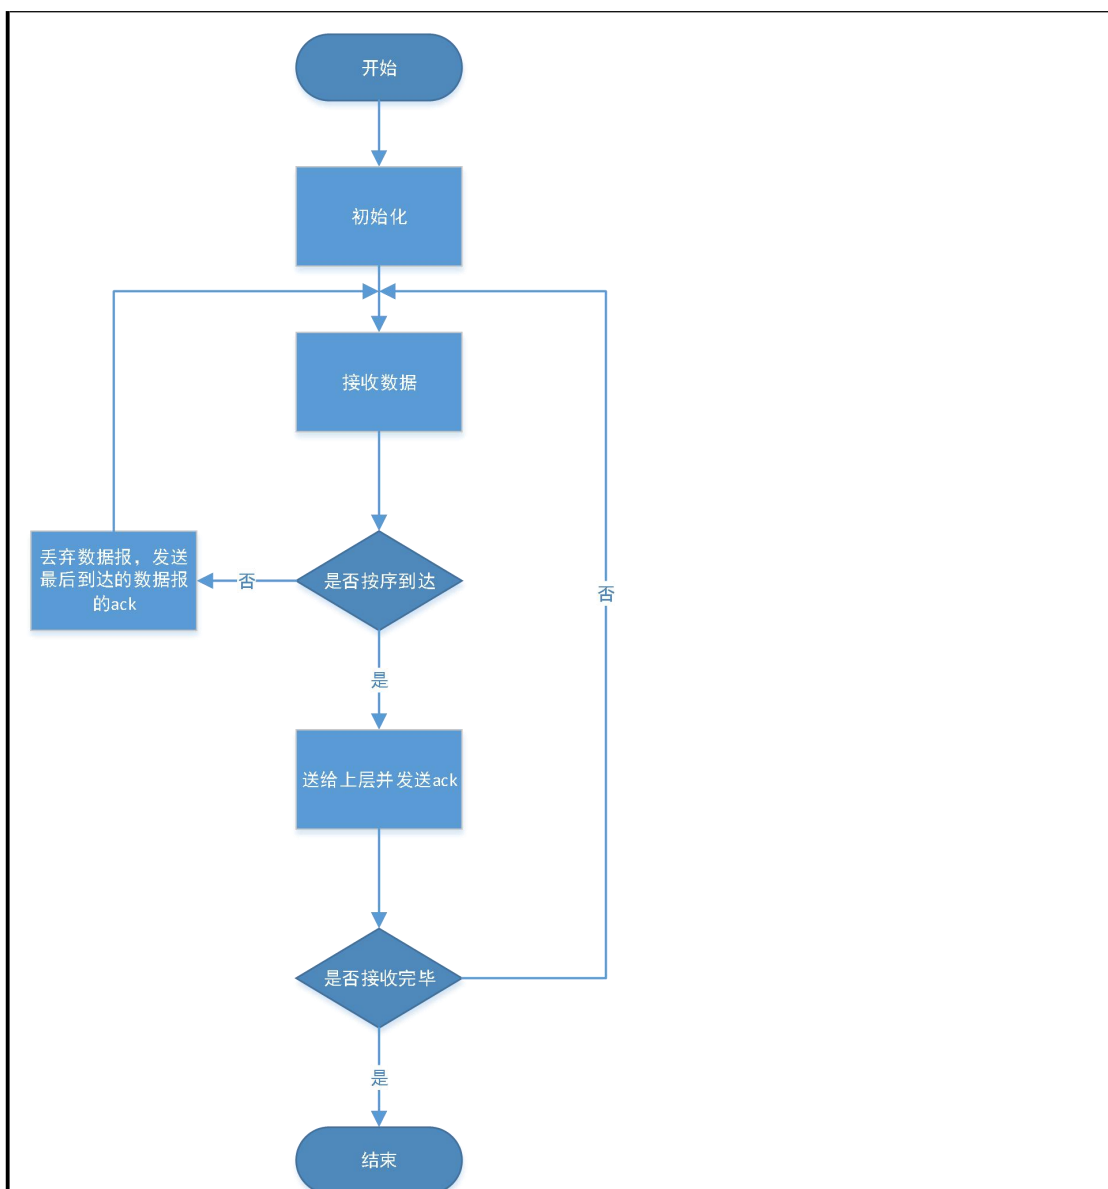 开始
初始化
接收数据
是否按序到达
否
丢弃数据报，发送
最后到达的数据报
的ack
是
送给上层并发送ack
是否接收完毕
否
是
结束